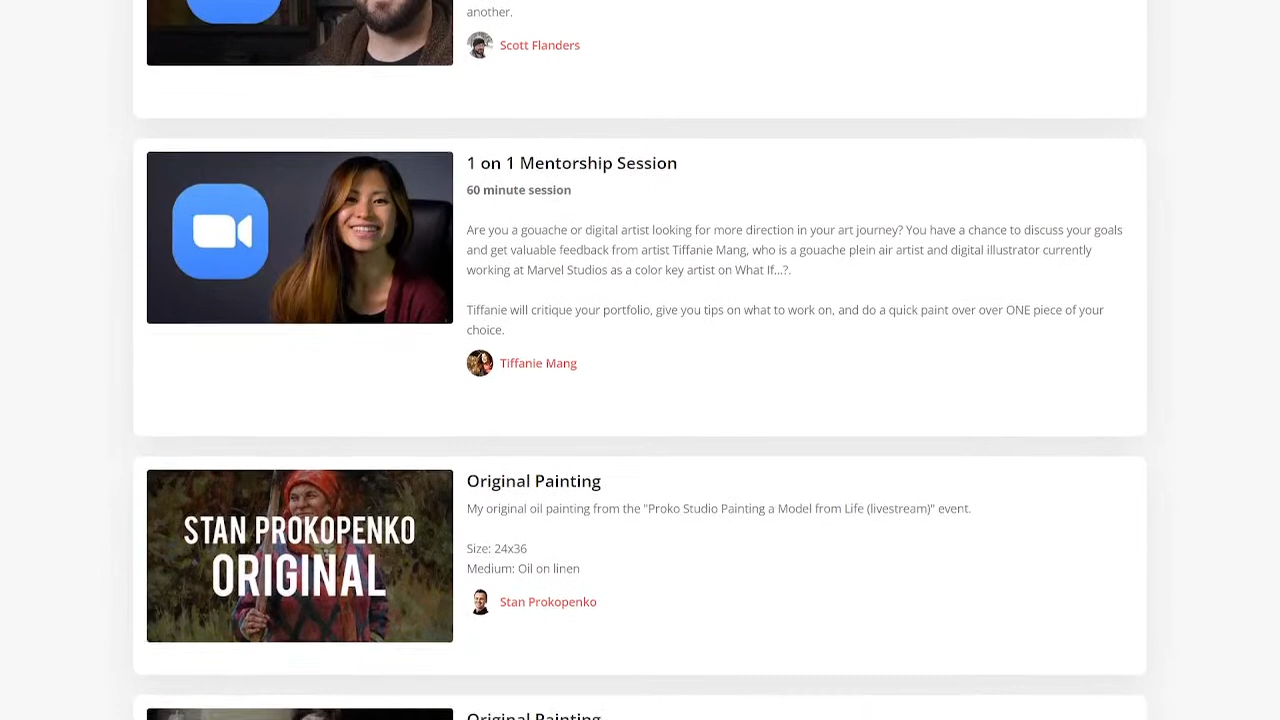 another.
Scott Flanders
1 on 1 Mentorship Session
60 minute session
Are you a gouache or digital artist looking for more direction in your art journey? You have a chance to discuss your goals
and get valuable feedback from artist Tiffanie Mang, who is a gouache plein air artist and digital illustrator currently
working at Marvel Studios as a color key artist on What If...?.
Tiffanie will critique your portfolio, give you tips on what to work on, and do a quick paint over over ONE piece of your
choice.
Tiffanie Mang
STAN PROKOPENKO
ORIGINAL
Original Painting
My original oil painting from the "Proko Studio Painting a Model from Life (livestream)" event.
Size: 24x36
Medium: Oil on linen
Stan Prokopenko
Original Painting